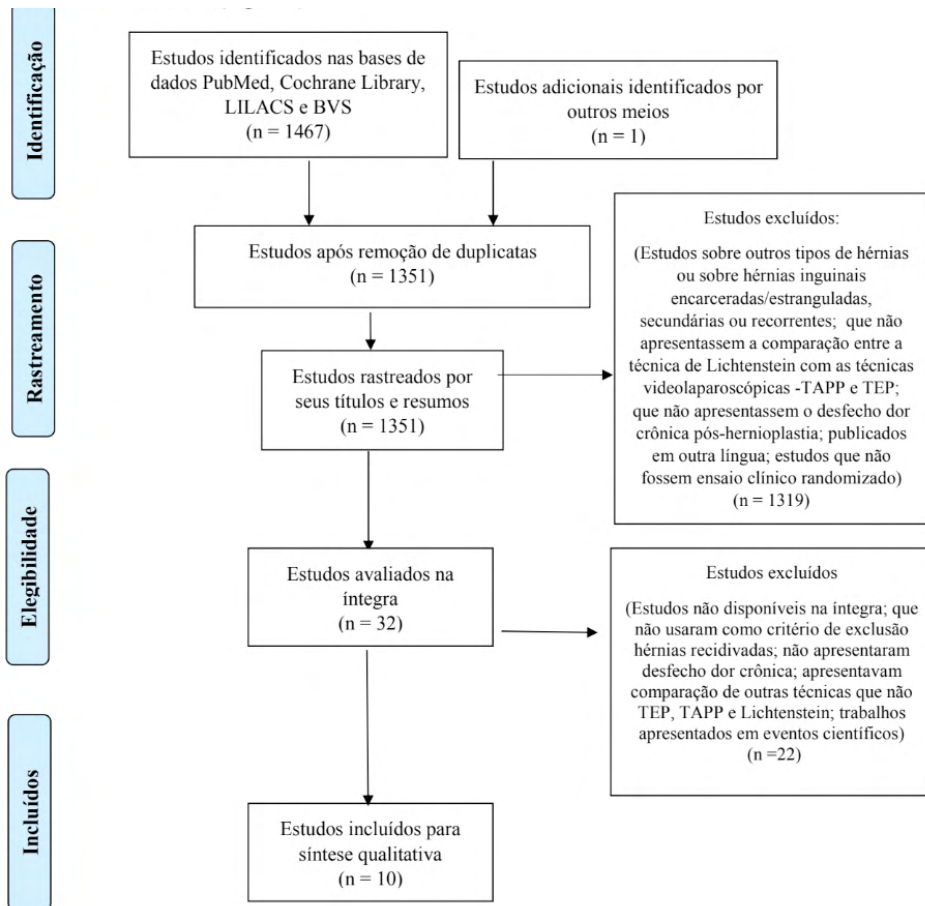 Identificação
Estudos identificados nas bases de
dados PubMed, Cochrane Library,
LILACS e BVS
(n = 1467)
Estudos adicionais identificados por
outros meios
(n = 1)
Rastreamento
Estudos após remoção de duplicatas
(n = 1351)
Estudos rastreados por
seus títulos e resumos
(n = 1351)
Estudos excluídos:
(Estudos sobre outros tipos de hérnias
ou sobre hérnias inguinais
encarceradas/estranguladas,
secundárias ou recorrentes; que não
apresentassem a comparação entre a
técnica de Lichtenstein com as técnicas
videolaparoscópicas -TAPP e TEP;
que não apresentassem o desfecho dor
crônica pós-hernioplastia; publicados
em outra língua; estudos que não
fossem ensaio clínico randomizado)
(n = 1319)
Elegibilidade
Estudos avaliados na
íntegra
(n = 32)
Estudos excluídos
(Estudos não disponíveis na íntegra; que
não usaram como critério de exclusão
hérnias recidivadas; não apresentaram
desfecho dor crônica; apresentavam
comparação de outras técnicas que não
TEP, TAPP e Lichtenstein; trabalhos
apresentados em eventos científicos)
(n =22)
Incluídos
Estudos incluídos para
síntese qualitativa
(n = 10)